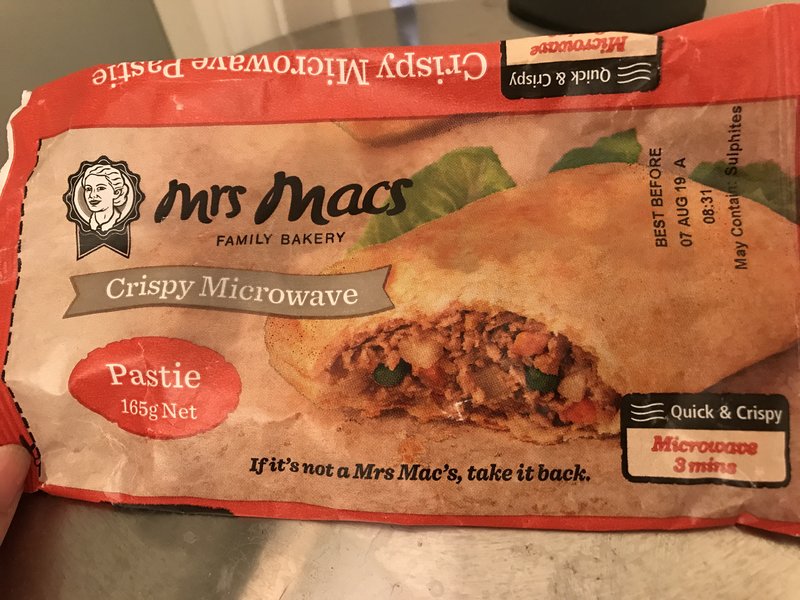 Crispy Microwave Pastie
Quick & Crispy
Microwave
Mrs Macs
FAMILY BAKERY
Crispy Microwave
Pastie
165g Net
BEST BEFORE
07 AUG 19 A
08:31
May Contain: Sulphites
Quick & Crispy
Microwave
3 mins
If it's not a Mrs Mac's, take it back.